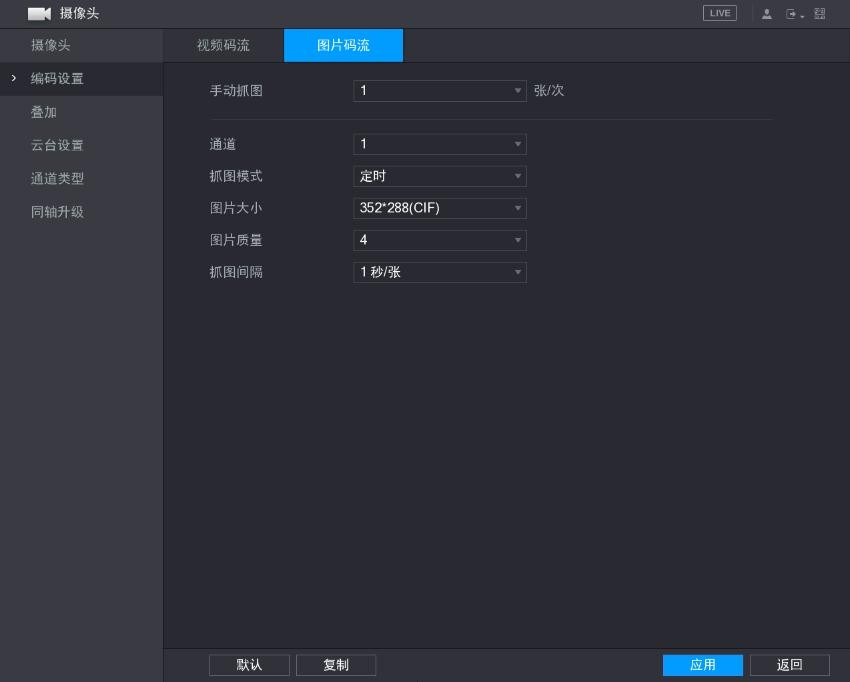 摄像头
LIVE
摄像头
编码设置
叠加
云台设置
通道类型
同轴升级
视频码流
图片码流
手动抓图 1 张/次
通道 1
抓图模式 定时
图片大小 352*288(CIF)
图片质量 4
抓图间隔 1 秒/张
默认 复制 应用 返回